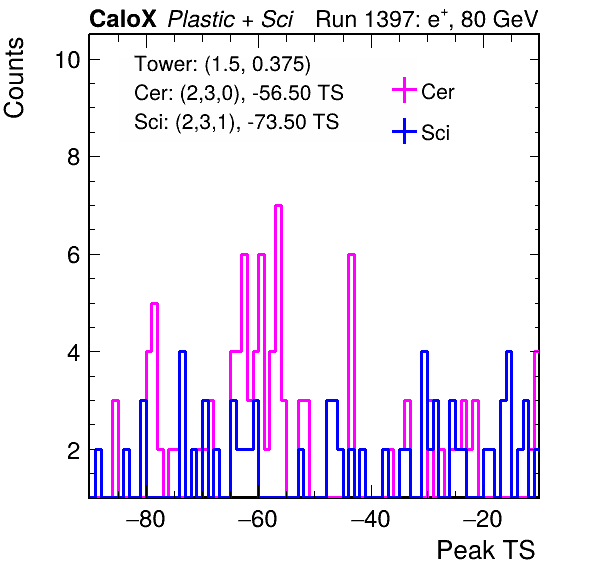 CaloX Plastic + Sci Run 1397: e+, 80 GeV
Counts
Tower: (1.5, 0.375)
Cer: (2,3,0), -56.50 TS
Sci: (2,3,1), -73.50 TS
Cer
Sci
10
8
6
4
2
−80 −60 −40 −20
Peak TS